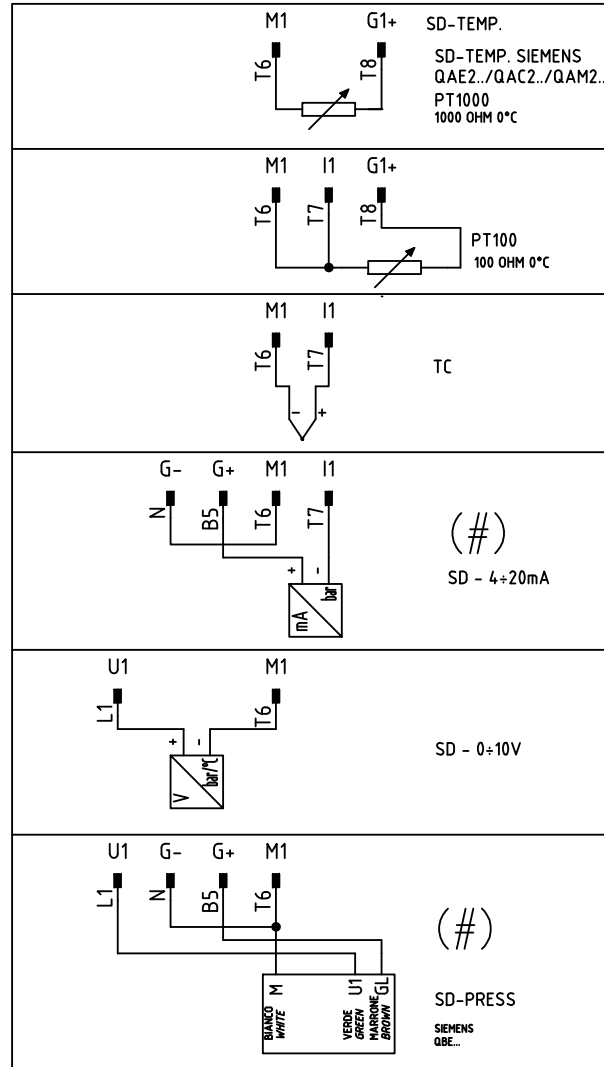 M1 G1+ SD-TEMP.
T6 T8
SD-TEMP. SIEMENS
QAE2../QAC2../QAM2..
PT1000
1000 OHM 0°C
M1 I1 G1+
T6 T7 T8
PT100
100 OHM 0°C
M1 I1
T6 T7
TC
- +
G- G+ M1 I1
N B5 T6 T7
(#)
+ -
SD - 4÷20mA
mA bar
U1 M1
L1 T6
+ -
SD - 0÷10V
V bar/°C
U1 G- G+ M1
L1 N B5 T6
(#)
M U1 GL
SD-PRESS
BIANCO
WHITE
VERDE
GREEN
MARRONE
BROWN
SIEMENS
QBE...